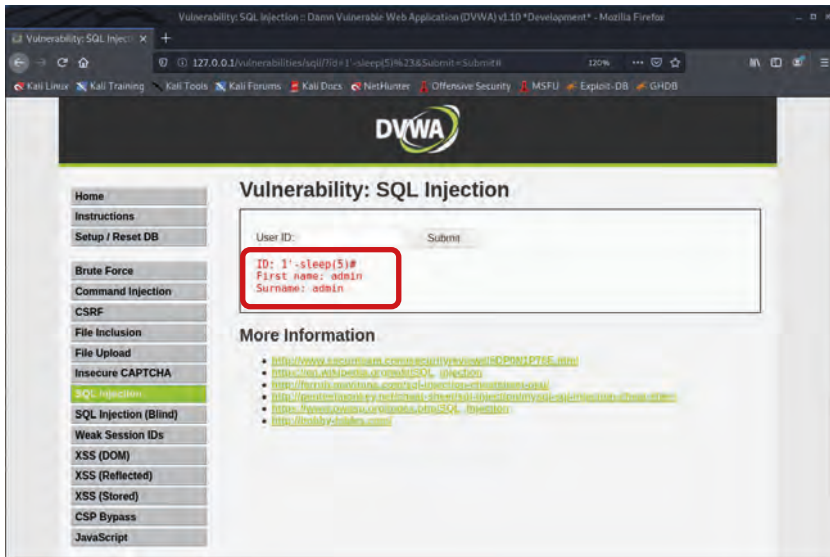 Vulnerability: SQL Injection :: Damn Vulnerable Web Application (DVWA) v1.10 *Development* - Mozilla Firefox
Vulnerability: SQL Inject
127.0.0.1/vulnerabilities/sqli/?id=1'-sleep(5)%23&Submit=Submit#
120%
Kali Linux Kali Training Kali Tools Kali Forums Kali Docs NetHunter Offensive Security MSFU Exploit-DB GHDB
DVWA
Home
Instructions
Setup / Reset DB
Brute Force
Command Injection
CSRF
File Inclusion
File Upload
Insecure CAPTCHA
SQL Injection
SQL Injection (Blind)
Weak Session IDs
XSS (DOM)
XSS (Reflected)
XSS (Stored)
CSP Bypass
JavaScript
Vulnerability: SQL Injection
User ID: Submit
ID: 1'-sleep(5)#
First name: admin
Surname: admin
More Information